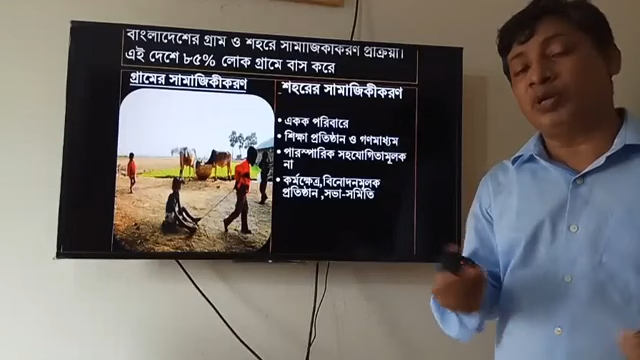 বাংলাদেশের গ্রাম ও শহরে সামাজিকীকরণ প্রক্রিয়া।
এই দেশে ৮৫% লোক গ্রামে বাস করে
গ্রামের সামাজিকীকরণ
শহরের সামাজিকীকরণ
• একক পরিবারে
• শিক্ষা প্রতিষ্ঠান ও গণমাধ্যম
• পারস্পারিক সহযোগিতামূলক
না
• কর্মক্ষেত্র,বিনোদনমূলক
প্রতিষ্ঠান ,সভা-সমিতি